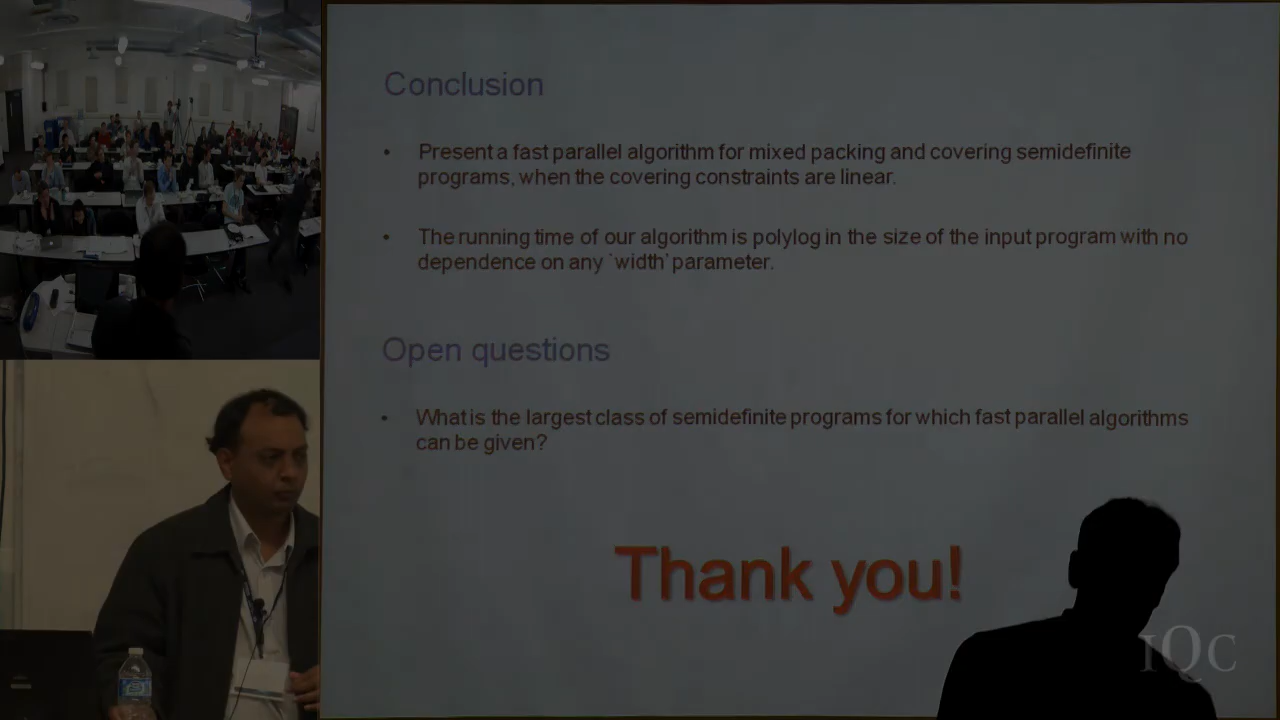 Conclusion
• Present a fast parallel algorithm for mixed packing and covering semidefinite
programs, when the covering constraints are linear.
• The running time of our algorithm is polylog in the size of the input program with no
dependence on any `width' parameter.
Open questions
• What is the largest class of semidefinite programs for which fast parallel algorithms
can be given?
Thank you!
IQC